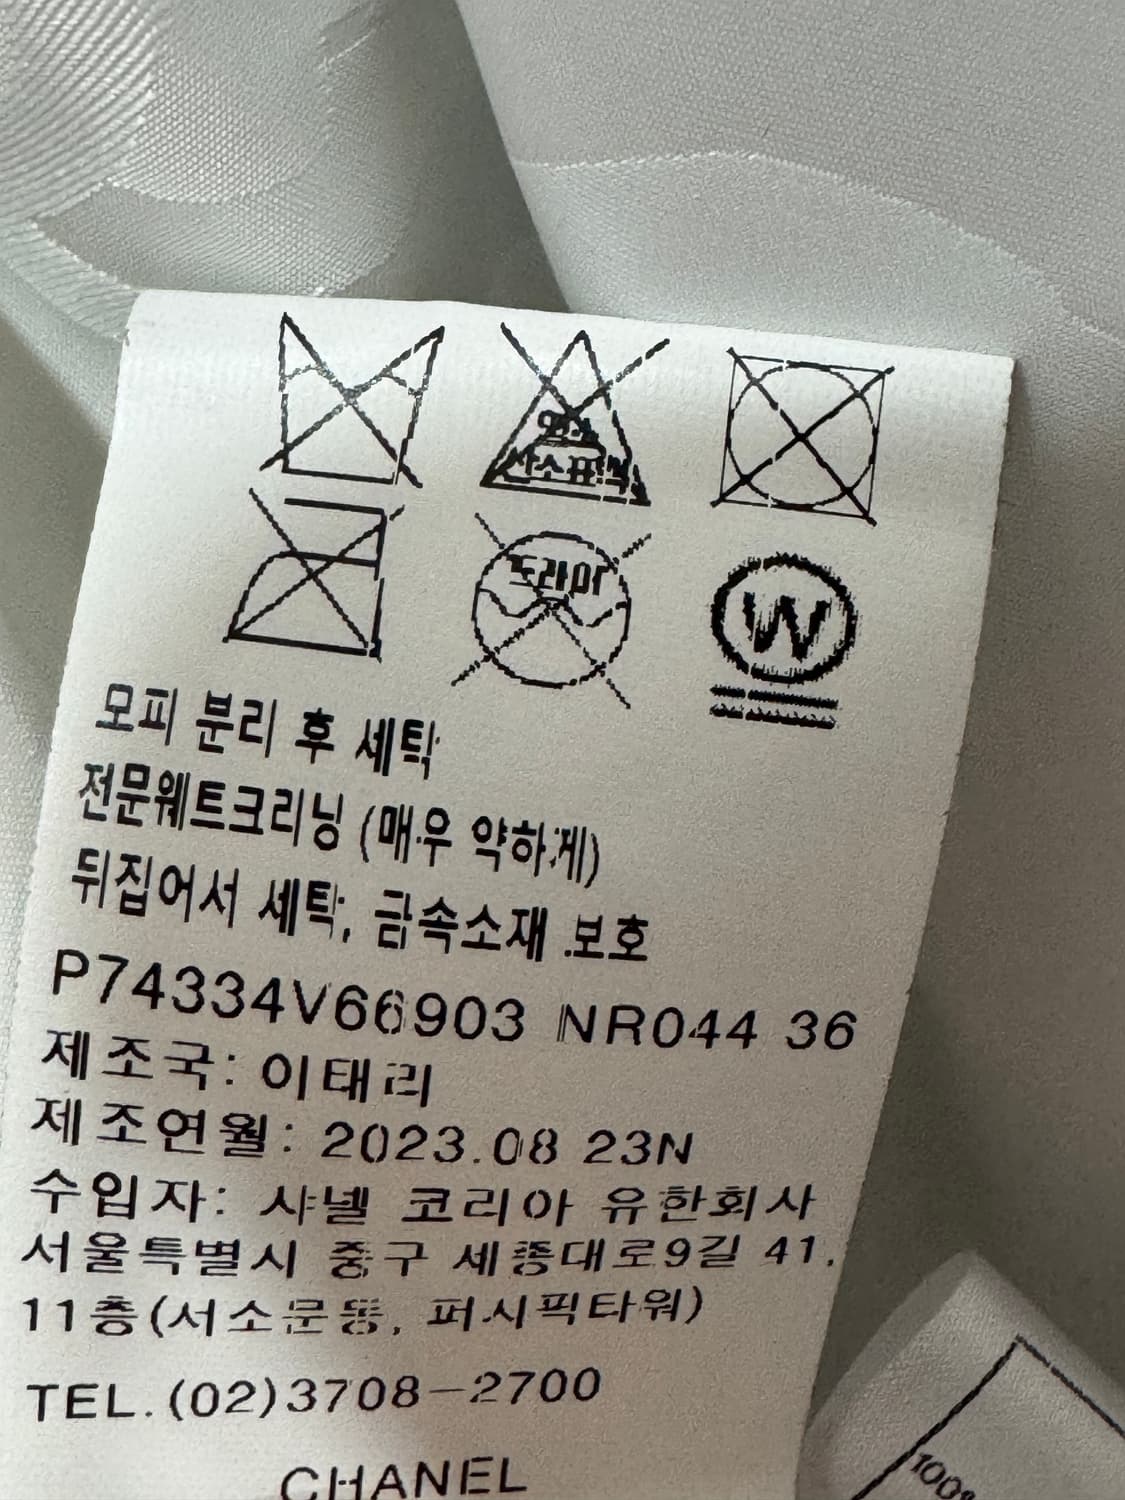 염소
산소표백
드라이
W
모피 분리 후 세탁
전문웨트크리닝 (매우 약하게)
뒤집어서 세탁, 금속소재 보호
P74334V66903 NR044 36
제조국: 이태리
제조연월: 2023.08 23N
수입자: 샤넬 코리아 유한회사
서울특별시 중구 세종대로9길 41,
11층(서소문동, 퍼시픽타워)
TEL.(02)3708-2700
CHANEL
100%